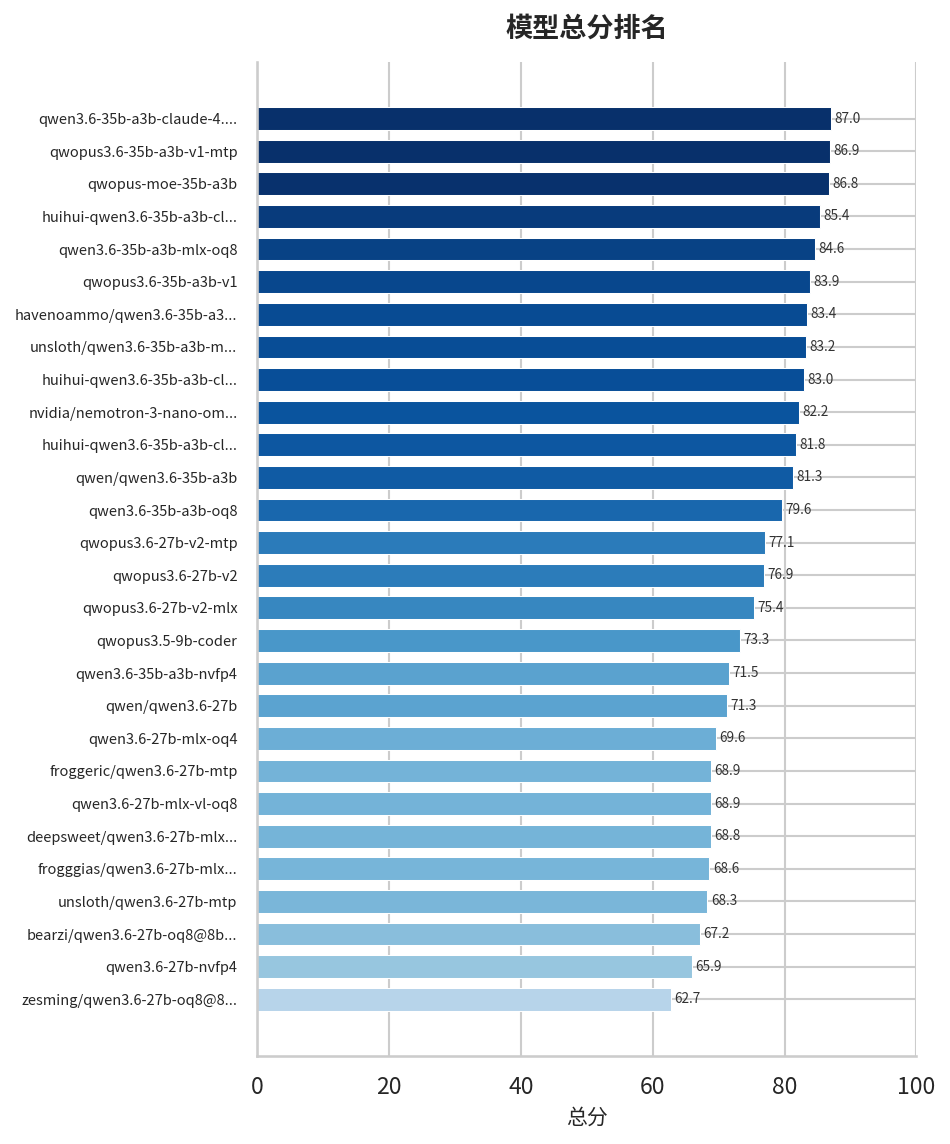 模型总分排名
qwen3.6-35b-a3b-claude-4.... 87.0
qwopus3.6-35b-a3b-v1-mtp 86.9
qwopus-moe-35b-a3b 86.8
huihui-qwen3.6-35b-a3b-cl... 85.4
qwen3.6-35b-a3b-mlx-oq8 84.6
qwopus3.6-35b-a3b-v1 83.9
havenoammo/qwen3.6-35b-a3... 83.4
unsloth/qwen3.6-35b-a3b-m... 83.2
huihui-qwen3.6-35b-a3b-cl... 83.0
nvidia/nemotron-3-nano-om... 82.2
huihui-qwen3.6-35b-a3b-cl... 81.8
qwen/qwen3.6-35b-a3b 81.3
qwen3.6-35b-a3b-oq8 79.6
qwopus3.6-27b-v2-mtp 77.1
qwopus3.6-27b-v2 76.9
qwopus3.6-27b-v2-mlx 75.4
qwopus3.5-9b-coder 73.3
qwen3.6-35b-a3b-nvfp4 71.5
qwen/qwen3.6-27b 71.3
qwen3.6-27b-mlx-oq4 69.6
froggeric/qwen3.6-27b-mtp 68.9
qwen3.6-27b-mlx-vl-oq8 68.9
deepsweet/qwen3.6-27b-mlx... 68.8
frogggias/qwen3.6-27b-mlx... 68.6
unsloth/qwen3.6-27b-mtp 68.3
bearzi/qwen3.6-27b-oq8@8b... 67.2
qwen3.6-27b-nvfp4 65.9
zesming/qwen3.6-27b-oq8@8... 62.7
0 20 40 60 80 100
总分